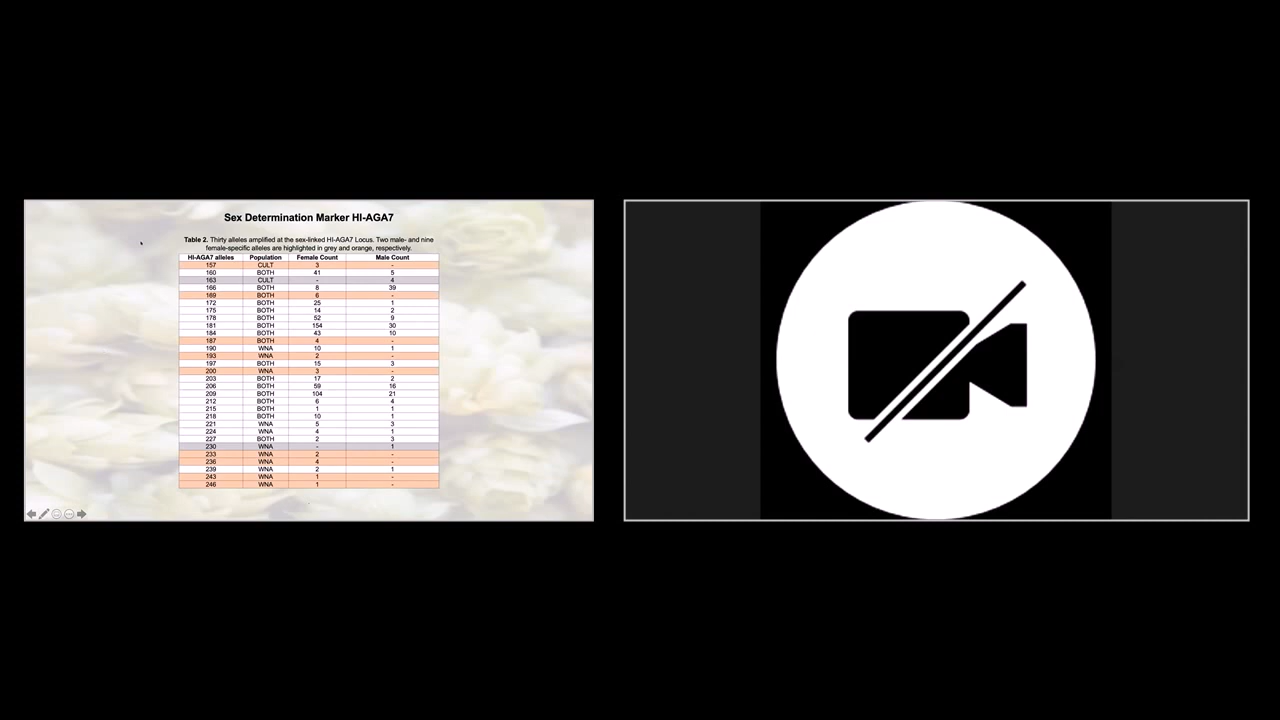 Sex Determination Marker HI-AGA7
Table 2. Thirty alleles amplified at the sex-linked HI-AGA7 Locus. Two male- and nine
female-specific alleles are highlighted in grey and orange, respectively.
HI-AGA7 alleles Population Female Count Male Count
157 CULT 3 -
160 BOTH 41 5
163 CULT - 4
166 BOTH 8 39
169 BOTH 6 -
172 BOTH 25 1
175 BOTH 14 2
178 BOTH 52 9
181 BOTH 154 30
184 BOTH 43 10
187 BOTH 4 -
190 WNA 10 1
193 WNA 2 -
197 BOTH 15 3
200 WNA 3 -
203 BOTH 17 2
206 BOTH 59 16
209 BOTH 104 21
212 BOTH 6 4
215 BOTH 1 1
218 BOTH 10 1
221 WNA 5 3
224 WNA 4 1
227 BOTH 2 3
230 WNA - 1
233 WNA 2 -
236 WNA 4 -
239 WNA 2 1
243 WNA 1 -
246 WNA 1 -